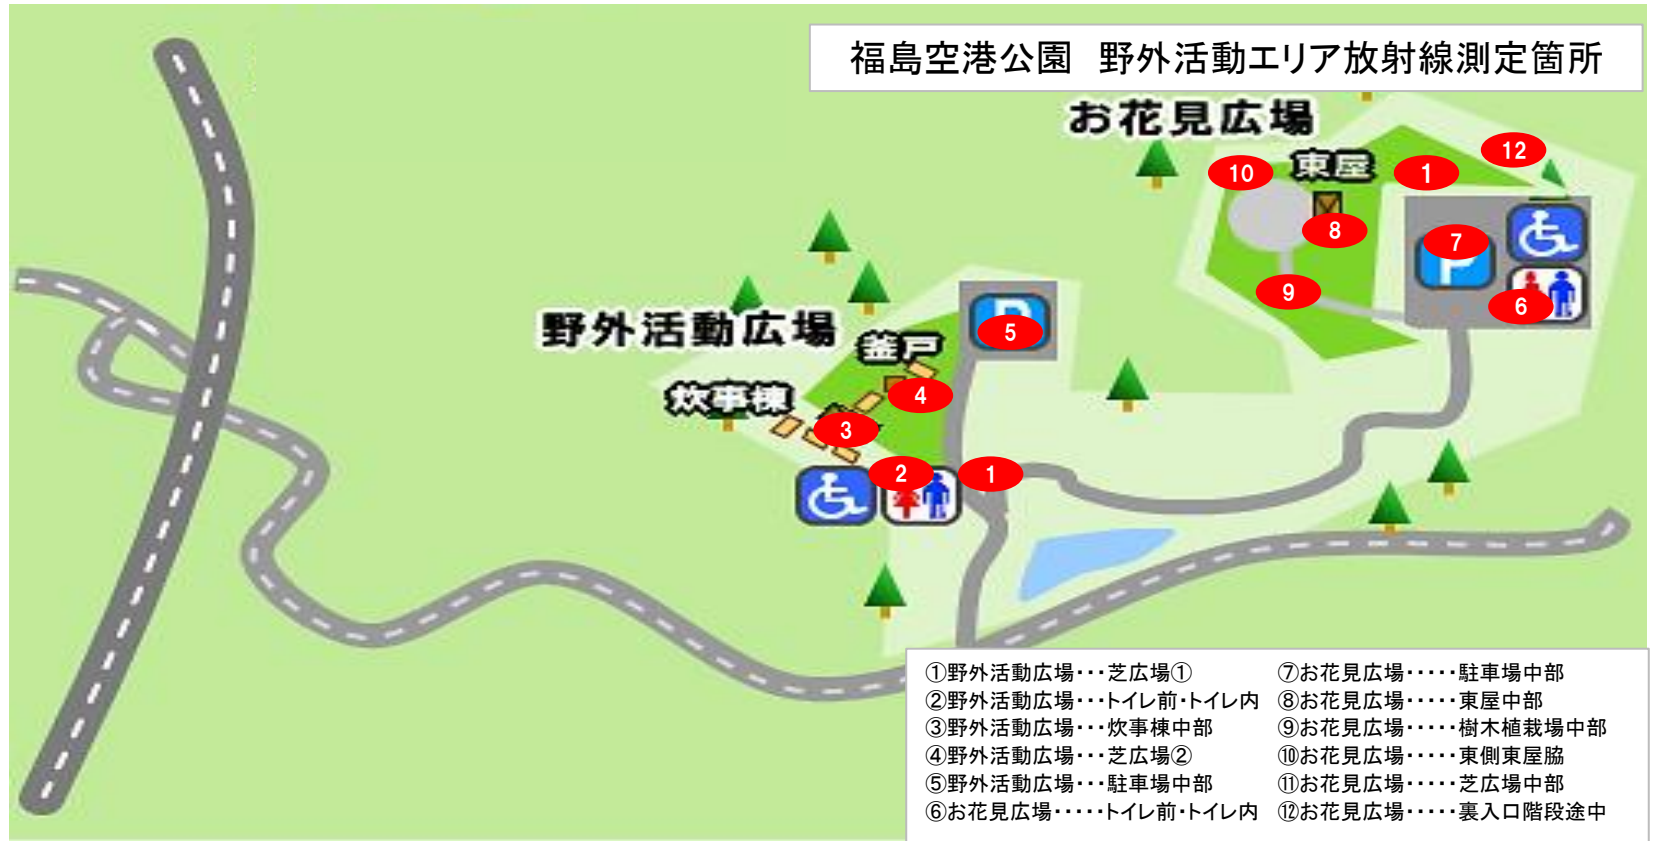 福島空港公園　野外活動エリア放射線測定箇所
お花見広場
12
東屋
10
1
8
7
P
9
6
野外活動広場
5
釜戸
炊事棟
4
3
2
1
①野外活動広場・・・芝広場①
②野外活動広場・・・トイレ前・トイレ内
③野外活動広場・・・炊事棟中部
④野外活動広場・・・芝広場②
⑤野外活動広場・・・駐車場中部
⑥お花見広場・・・・・トイレ前・トイレ内
⑦お花見広場・・・・・駐車場中部
⑧お花見広場・・・・・東屋中部
⑨お花見広場・・・・・樹木植栽場中部
⑩お花見広場・・・・・東側東屋脇
⑪お花見広場・・・・・芝広場中部
⑫お花見広場・・・・・裏入口階段途中